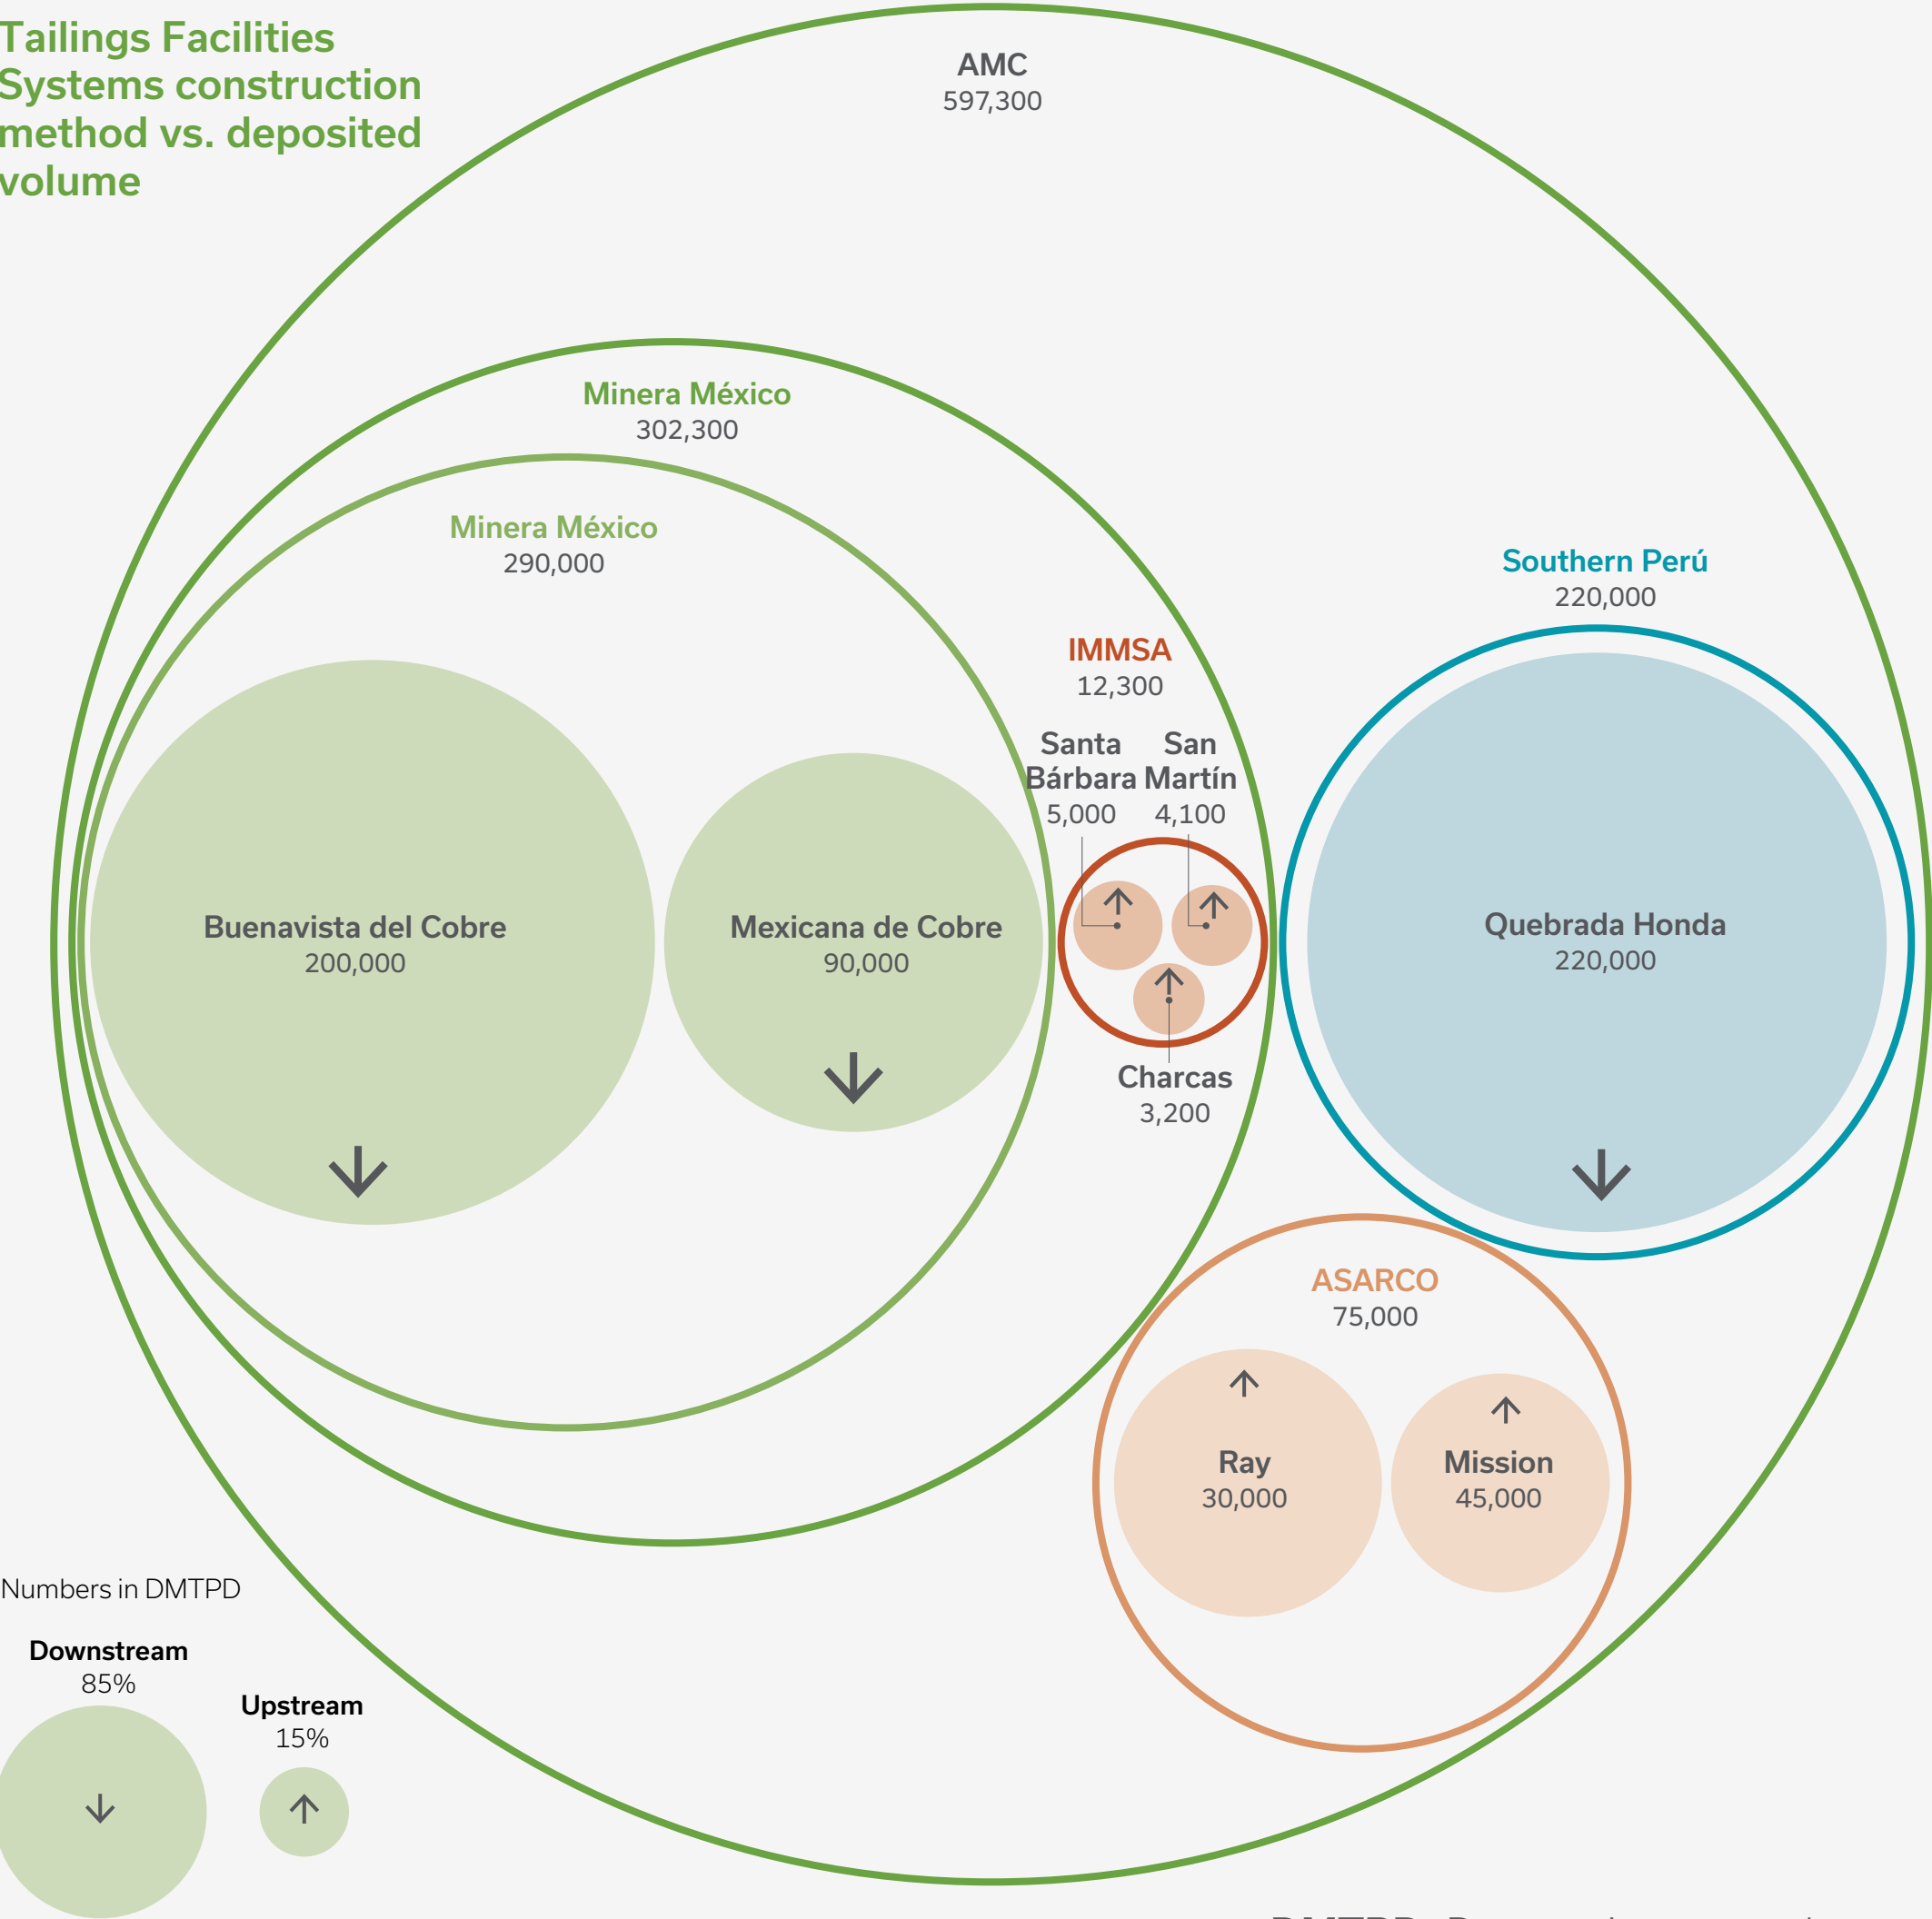 Tailings Facilities
Systems construction
method vs. deposited
volume
AMC
597,300
Minera México
302,300
Minera México
290,000
Buenavista del Cobre
200,000
Mexicana de Cobre
90,000
IMMSA
12,300
Santa
Bárbara
5,000
San
Martín
4,100
Charcas
3,200
Southern Perú
220,000
Quebrada Honda
220,000
ASARCO
75,000
Ray
30,000
Mission
45,000
Numbers in DMTPD
Downstream
85%
Upstream
15%